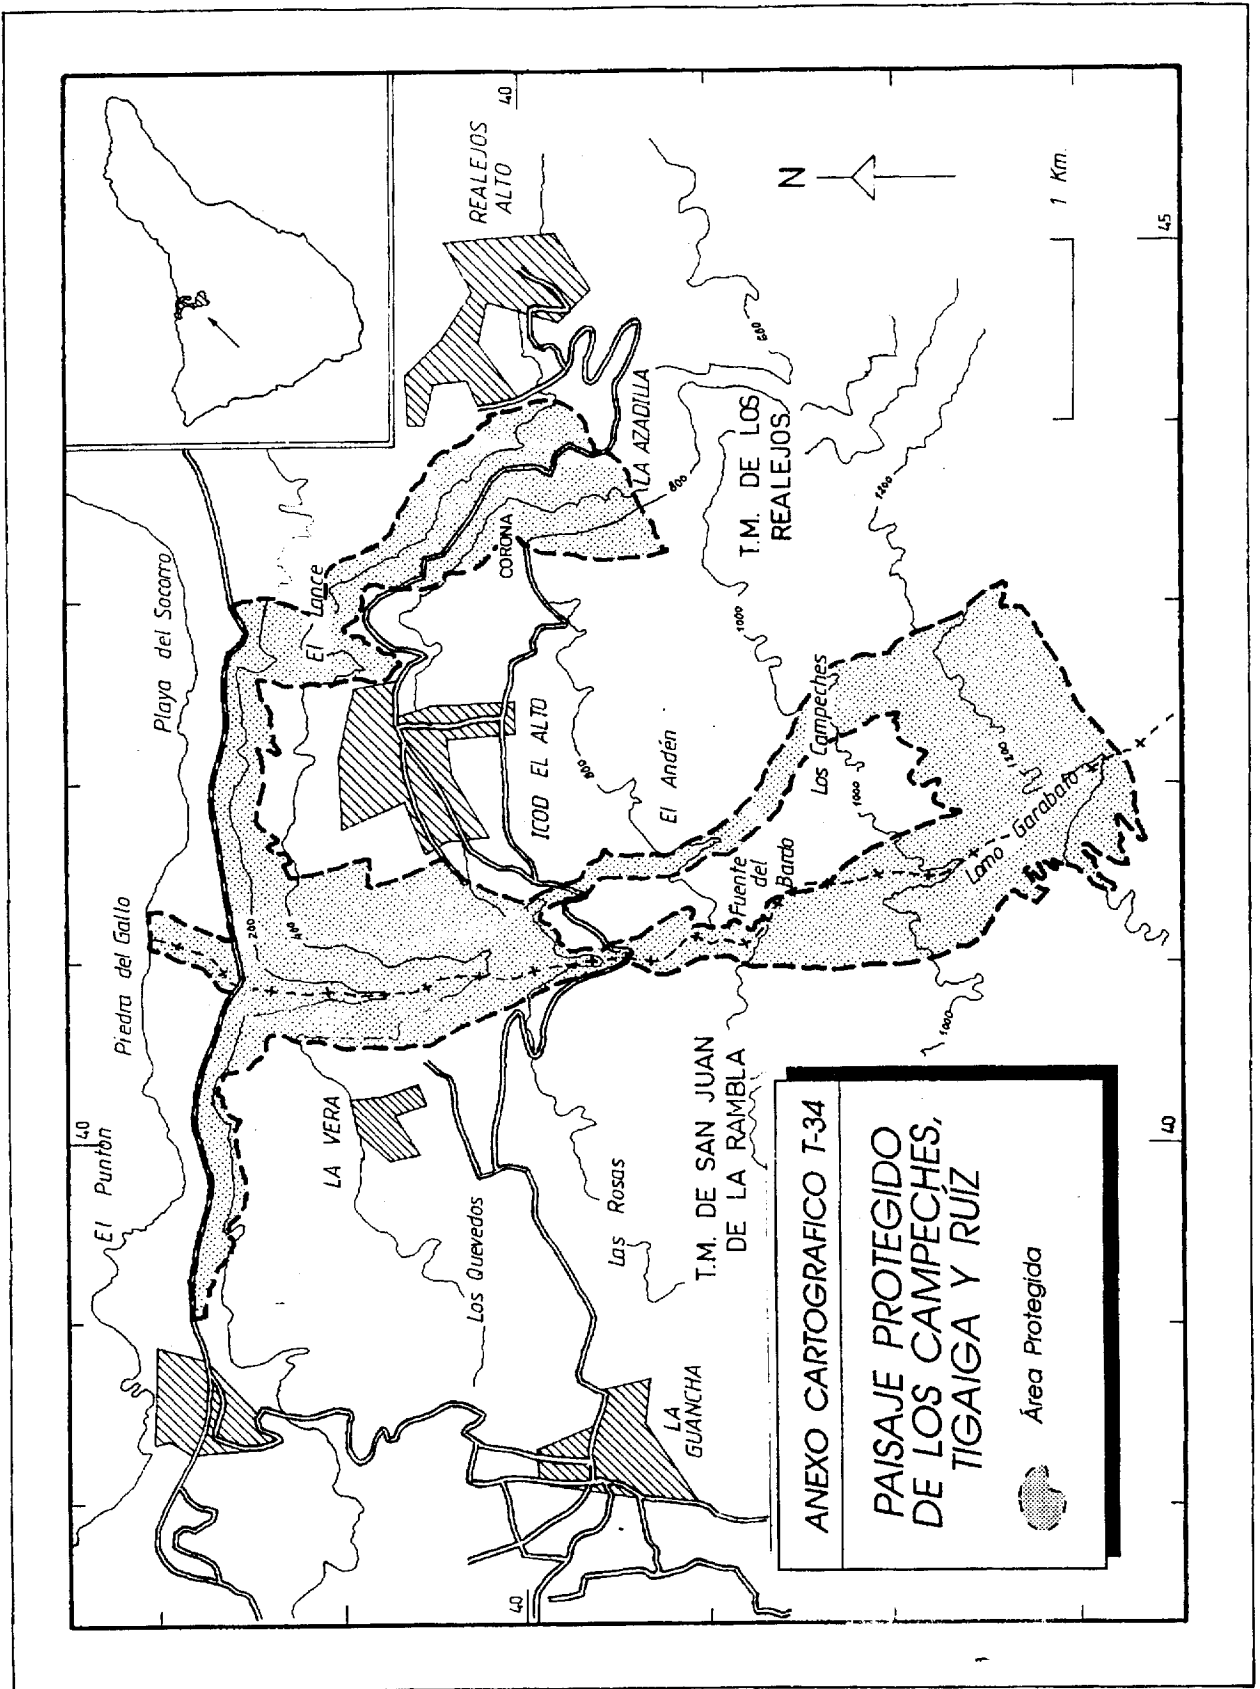 40
El Punton
Piedra del Gallo
Playa del Socorro
200
400
El Lance
LA VERA
Los Quevedos
ICOD EL ALTO
CORONA
REALEJOS
ALTO
40
40
LA AZADILLA
Las Rosas
800
800
El Andén
LA
GUANCHA
T.M. DE SAN JUAN
DE LA RAMBLA
Fuente
del
Bardo
1000
T.M. DE LOS
REALEJOS
600
N
Los Campeches
1000
1200
1000
Lomo Garabato
1 Km.
45
40
ANEXO CARTOGRAFICO T-34
PAISAJE PROTEGIDO
DE LOS CAMPECHES,
TIGAIGA Y RUÍZ
Área Protegida